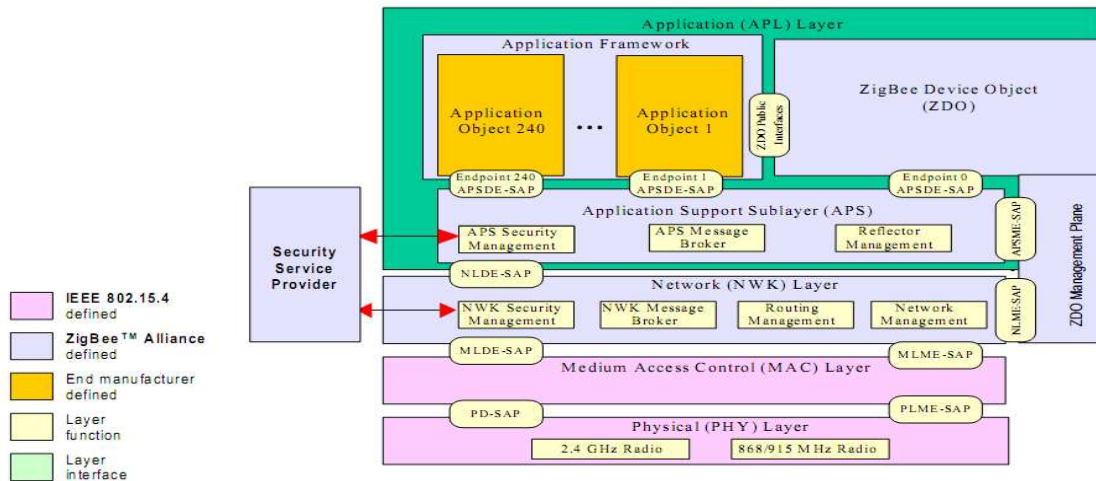 Application (APL) Layer
Application Framework
Application
Object 240
...
Application
Object 1
ZDO Public
Interfaces
ZigBee Device Object
(ZDO)
Endpoint 240
APSDE-SAP
Endpoint 1
APSDE-SAP
Endpoint 0
APSDE-SAP
Application Support Sublayer (APS)
APS Security
Management
APS Message
Broker
Reflector
Management
APSME-SAP
ZDO Management Plane
Security
Service
Provider
NLDE-SAP
Network (NWK) Layer
NWK Security
Management
NWK Message
Broker
Routing
Management
Network
Management
NLME-SAP
MLDE-SAP
MLME-SAP
Medium Access Control (MAC) Layer
PD-SAP
PLME-SAP
Physical (PHY) Layer
2.4 GHz Radio
868/915 MHz Radio
IEEE 802.15.4
defined
ZigBee™ Alliance
defined
End manufacturer
defined
Layer
function
Layer
interface